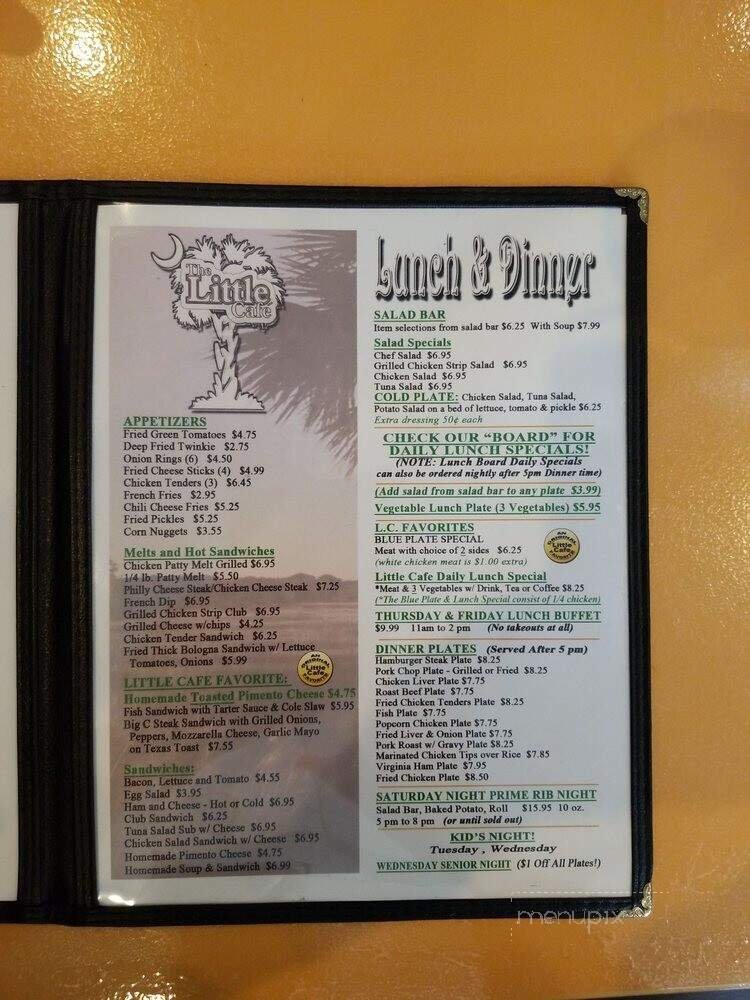 The
Little
Café
APPETIZERS
Fried Green Tomatoes $4.75
Deep Fried Twinkie $2.75
Onion Rings (6) $4.50
Fried Cheese Sticks (4) $4.99
Chicken Tenders (3) $6.45
French Fries $2.95
Chili Cheese Fries $5.25
Fried Pickles $5.25
Corn Nuggets $3.55
Melts and Hot Sandwiches
Chicken Patty Melt Grilled $6.95
1/4 lb. Patty Melt $5.50
Philly Cheese Steak/Chicken Cheese Steak $7.25
French Dip $6.95
Grilled Chicken Strip Club $6.95
Grilled Cheese w/chips $4.25
Chicken Tender Sandwich $6.25
Fried Thick Bologna Sandwich w/ Lettuce
Tomatoes, Onions $5.99
AN ORIGINAL
Little
Cafe
FAVORITE
LITTLE CAFE FAVORITE:
Homemade Toasted Pimento Cheese $4.75
Fish Sandwich with Tarter Sauce & Cole Slaw $5.95
Big C Steak Sandwich with Grilled Onions,
Peppers, Mozzarella Cheese, Garlic Mayo
on Texas Toast $7.55
Sandwiches:
Bacon, Lettuce and Tomato $4.55
Egg Salad $3.95
Ham and Cheese - Hot or Cold $6.95
Club Sandwich $6.25
Tuna Salad Sub w/ Cheese $6.95
Chicken Salad Sandwich w/ Cheese $6.95
Homemade Pimento Cheese $4.75
Homemade Soup & Sandwich $6.99
Lunch & Dinner
SALAD BAR
Item selections from salad bar $6.25 With Soup $7.99
Salad Specials
Chef Salad $6.95
Grilled Chicken Strip Salad $6.95
Chicken Salad $6.95
Tuna Salad $6.95
COLD PLATE: Chicken Salad, Tuna Salad,
Potato Salad on a bed of lettuce, tomato & pickle $6.25
Extra dressing 50¢ each
CHECK OUR "BOARD" FOR
DAILY LUNCH SPECIALS!
(NOTE: Lunch Board Daily Specials
can also be ordered nightly after 5pm Dinner time)
(Add salad from salad bar to any plate $3.99)
Vegetable Lunch Plate (3 Vegetables) $5.95
L.C. FAVORITES
BLUE PLATE SPECIAL
Meat with choice of 2 sides $6.25
(white chicken meat is $1.00 extra)
AN ORIGINAL
Little
Cafe
FAVORITE
Little Cafe Daily Lunch Special
*Meat & 3 Vegetables w/ Drink, Tea or Coffee $8.25
(*The Blue Plate & Lunch Special consist of 1/4 chicken)
THURSDAY & FRIDAY LUNCH BUFFET
$9.99 11am to 2 pm (No takeouts at all)
DINNER PLATES (Served After 5 pm)
Hamburger Steak Plate $8.25
Pork Chop Plate - Grilled or Fried $8.25
Chicken Liver Plate $7.75
Roast Beef Plate $7.75
Fried Chicken Tenders Plate $8.25
Fish Plate $7.75
Popcorn Chicken Plate $7.75
Fried Liver & Onion Plate $7.75
Pork Roast w/ Gravy Plate $8.25
Marinated Chicken Tips over Rice $7.85
Virginia Ham Plate $7.95
Fried Chicken Plate $8.50
SATURDAY NIGHT PRIME RIB NIGHT
Salad Bar, Baked Potato, Roll $15.95 10 oz.
5 pm to 8 pm (or until sold out)
KID'S NIGHT!
Tuesday , Wednesday
WEDNESDAY SENIOR NIGHT ($1 Off All Plates!)
menupix